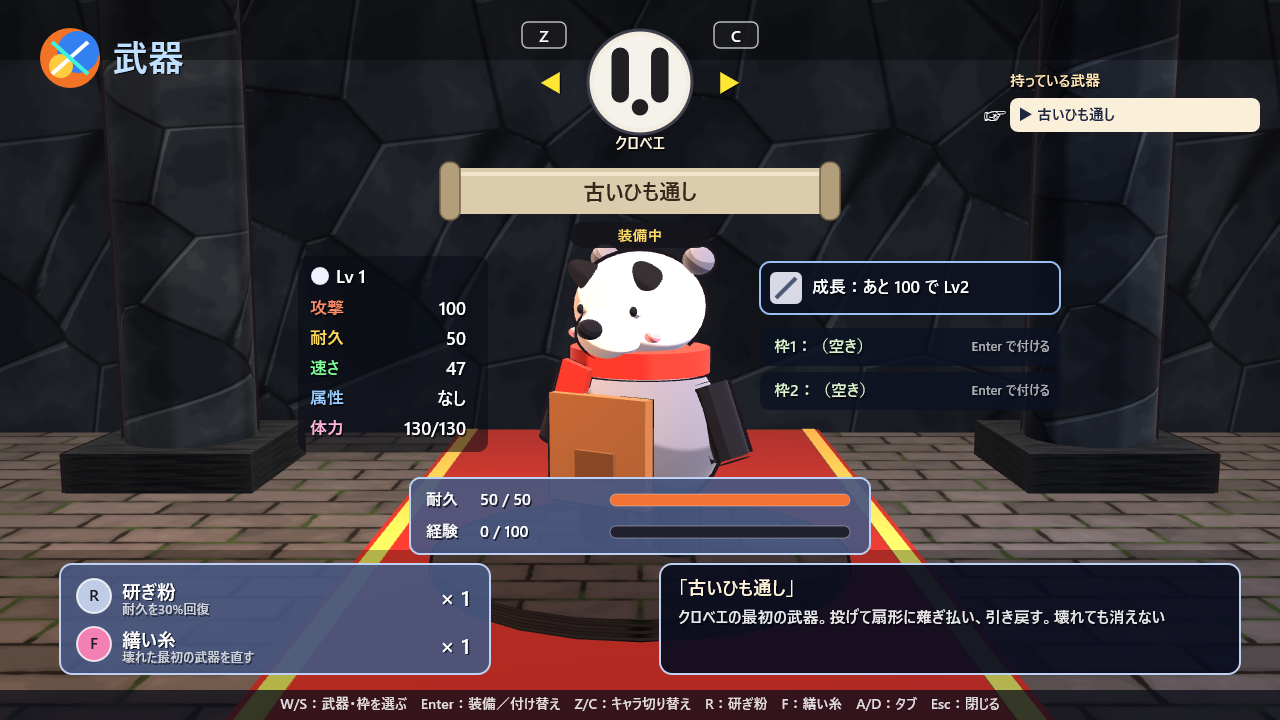 武器
Z
C
クロベエ
持っている武器
▶ 古いひも通し
古いひも通し
装備中
Lv 1
攻撃 100
耐久 50
速さ 47
属性 なし
体力 130/130
成長：あと 100 で Lv2
枠1：（空き） Enter で付ける
枠2：（空き） Enter で付ける
耐久 50 / 50
経験 0 / 100
R 研ぎ粉 × 1
耐久を30%回復
F 繕い糸 × 1
壊れた最初の武器を直す
「古いひも通し」
クロベエの最初の武器。投げて扇形に薙ぎ払い、引き戻す。壊れても消えない
W/S：武器・枠を選ぶ Enter：装備／付け替え Z/C：キャラ切り替え R：研ぎ粉 F：繕い糸 A/D：タブ Esc：閉じる